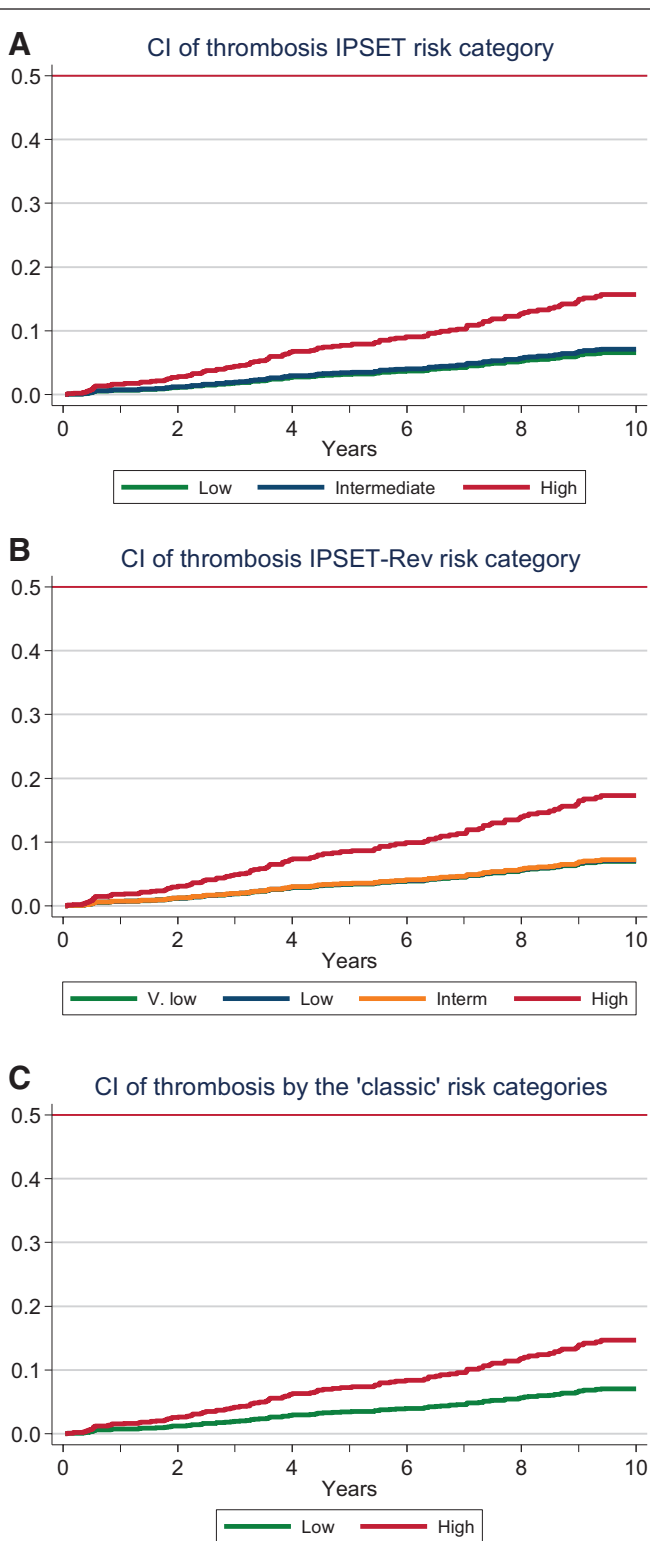 A
CI of thrombosis IPSET risk category
0.5
0.4
0.3
0.2
0.1
0.0
0 2 4 6 8 10
Years
Low Intermediate High
B
CI of thrombosis IPSET-Rev risk category
0.5
0.4
0.3
0.2
0.1
0.0
0 2 4 6 8 10
Years
V. low Low Interm High
C
CI of thrombosis by the 'classic' risk categories
0.5
0.4
0.3
0.2
0.1
0.0
0 2 4 6 8 10
Years
Low High